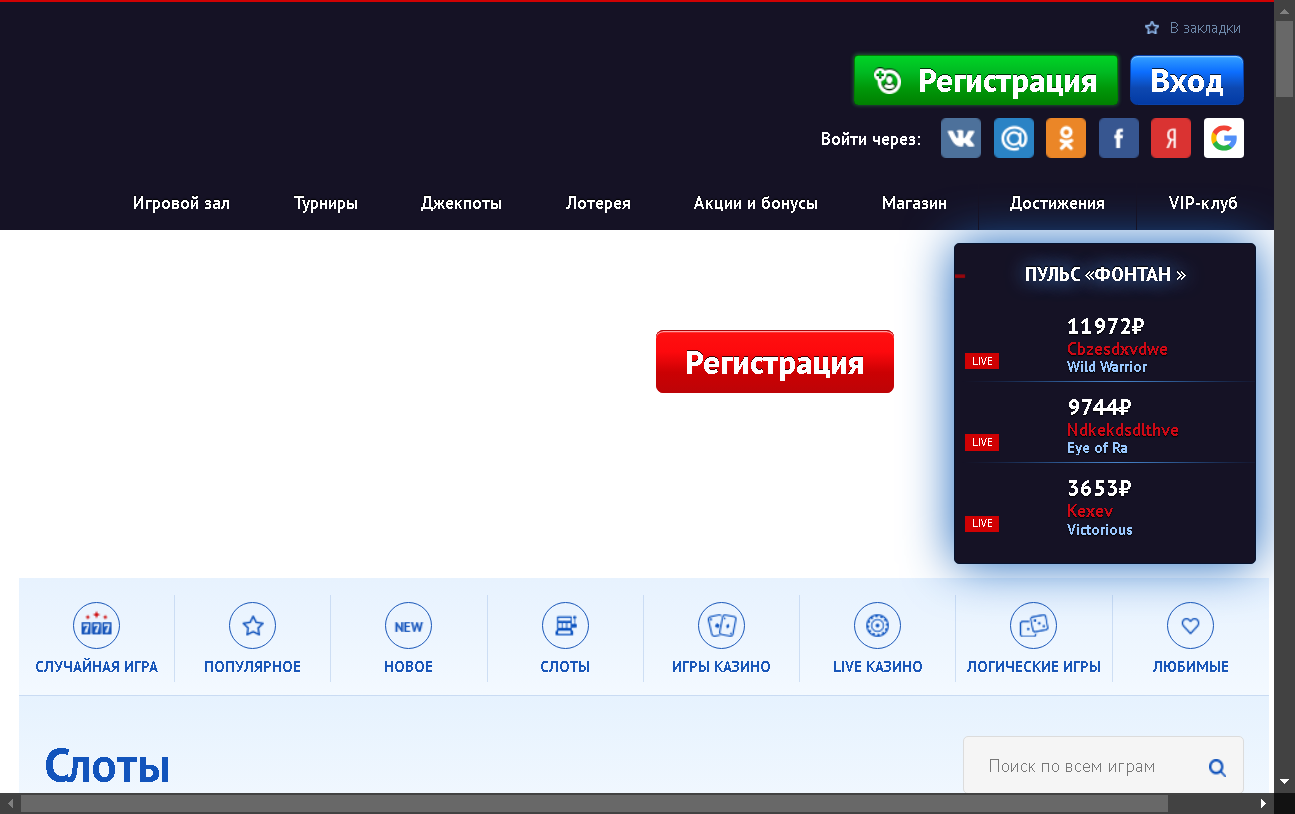 В закладки
Регистрация
Вход
Войти через:
Игровой зал
Турниры
Джекпоты
Лотерея
Акции и бонусы
Магазин
Достижения
VIP-клуб
Регистрация
ПУЛЬС «ФОНТАН »
11972₽
Cbzesdxvdwe
LIVE
Wild Warrior
9744₽
Ndkekdsdlthve
LIVE
Eye of Ra
3653₽
Kexev
LIVE
Victorious
777
NEW
СЛУЧАЙНАЯ ИГРА
ПОПУЛЯРНОЕ
НОВОЕ
СЛОТЫ
ИГРЫ КАЗИНО
LIVE КАЗИНО
ЛОГИЧЕСКИЕ ИГРЫ
ЛЮБИМЫЕ
Слоты
Поиск по всем играм